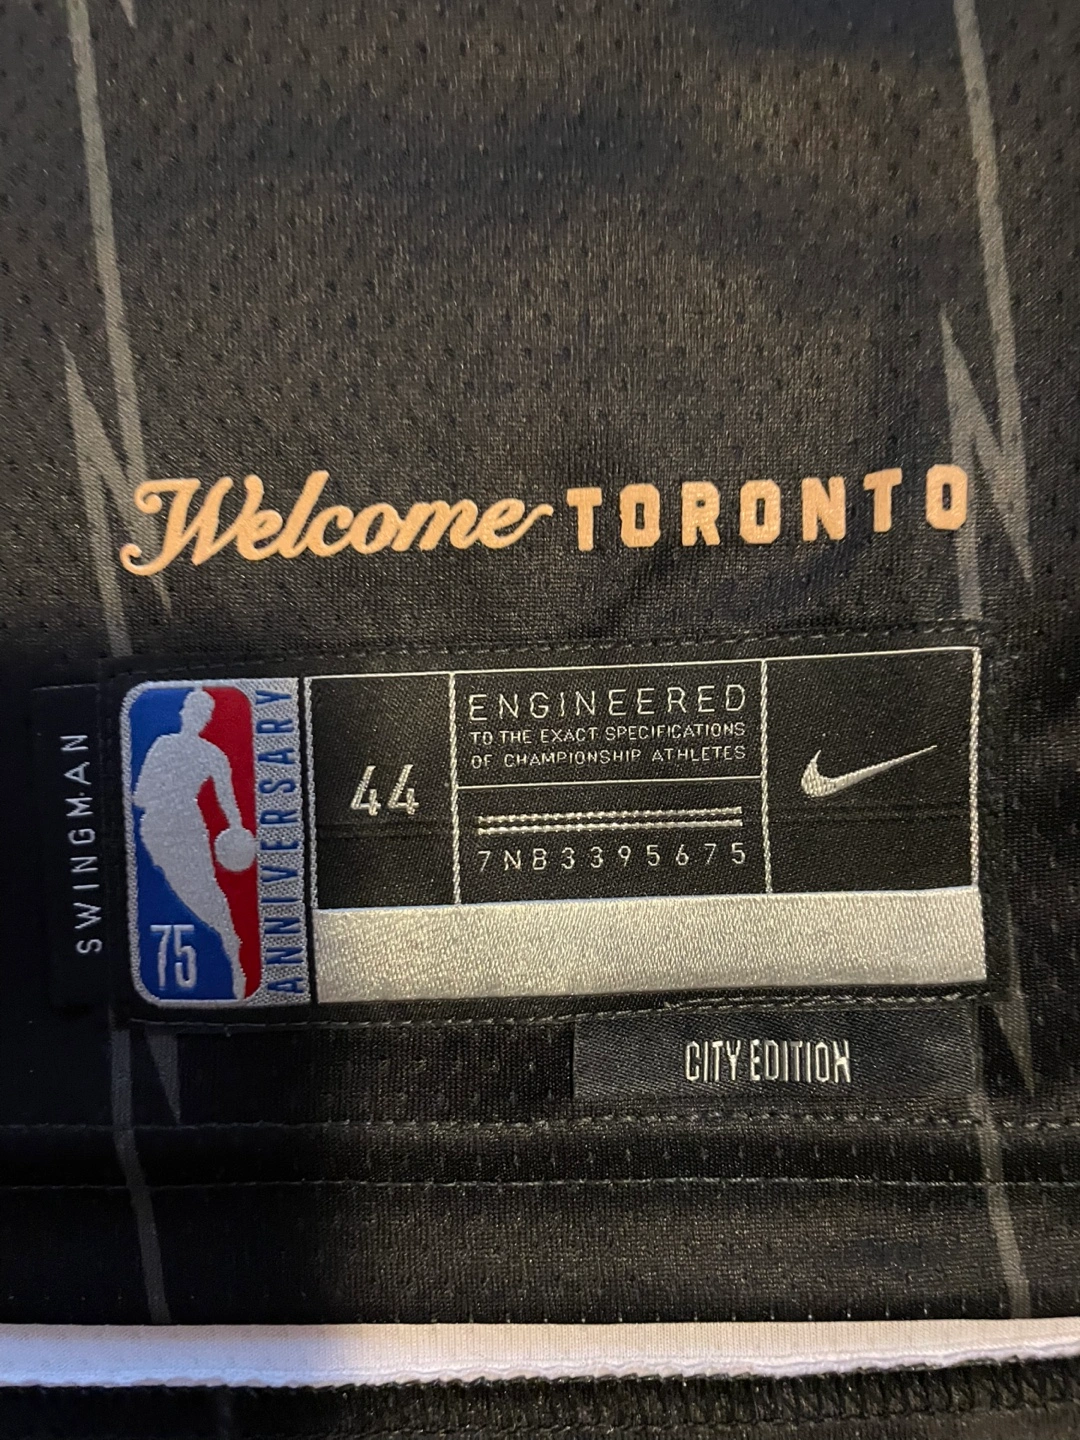 Welcome TORONTO
SWINGMAN
75
ANNIVERSARY
44
ENGINEERED
TO THE EXACT SPECIFICATIONS
OF CHAMPIONSHIP ATHLETES
7NB3395675
CITY EDITION